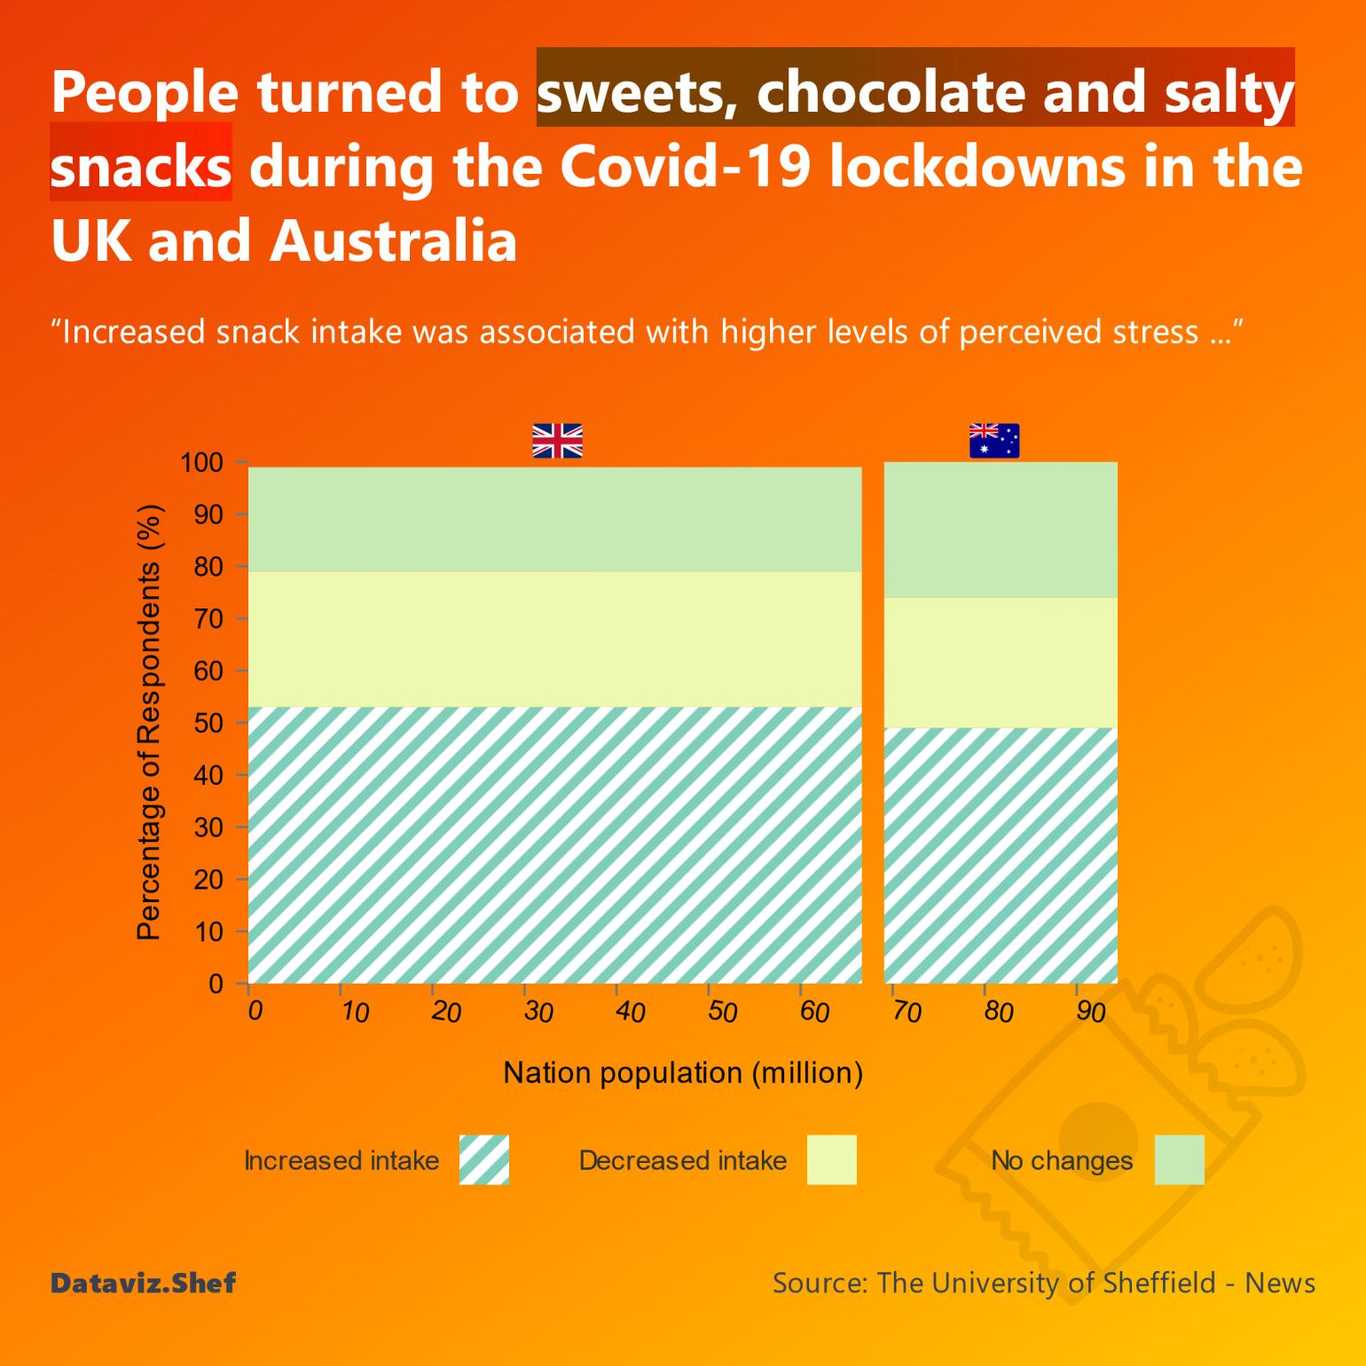 People turned to sweets, chocolate and salty
snacks during the Covid-19 lockdowns in the
UK and Australia
“Increased snack intake was associated with higher levels of perceived stress ...”
Percentage of Respondents (%)
100
90
80
70
60
50
40
30
20
10
0
0 10 20 30 40 50 60 70 80 90
Nation population (million)
Increased intake Decreased intake No changes
Dataviz.Shef Source: The University of Sheffield - News